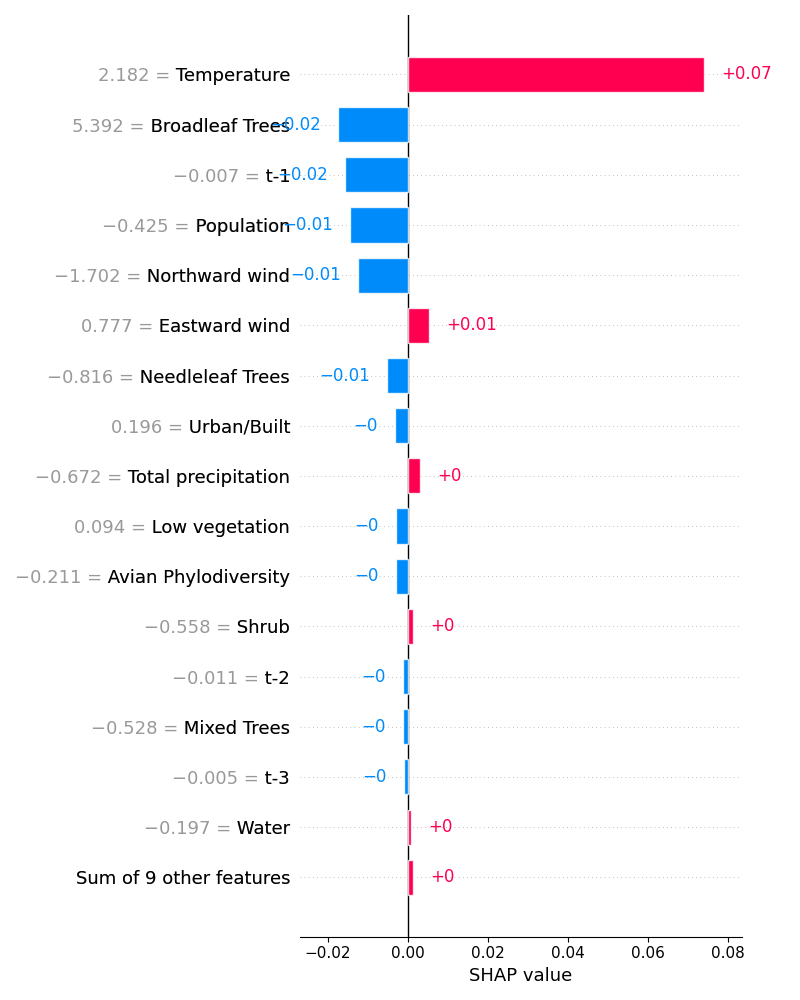 2.182 = Temperature +0.07
5.392 = Broadleaf Trees −0.02
−0.007 = t-1 −0.02
−0.425 = Population −0.01
−1.702 = Northward wind −0.01
0.777 = Eastward wind +0.01
−0.816 = Needleleaf Trees −0.01
0.196 = Urban/Built −0
−0.672 = Total precipitation +0
0.094 = Low vegetation −0
−0.211 = Avian Phylodiversity −0
−0.558 = Shrub +0
−0.011 = t-2 −0
−0.528 = Mixed Trees −0
−0.005 = t-3 −0
−0.197 = Water +0
Sum of 9 other features +0
−0.02 0.00 0.02 0.04 0.06 0.08
SHAP value